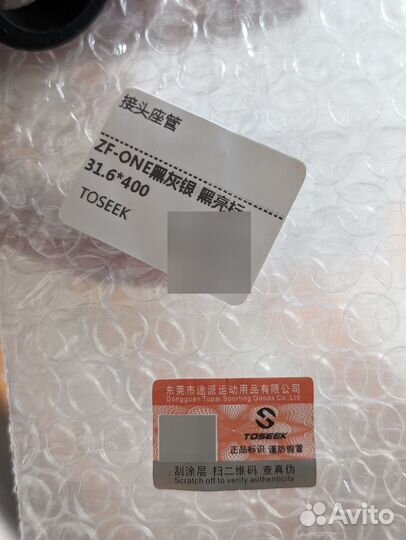 接头座管
ZF-ONE黑灰银 黑亮标
31.6*400
TOSEEK
东莞市途派运动用品有限公司
Dongguan Tupai Sporting Goods Co.,Ltd
TOSEEK
正品标识 谨防假冒
刮涂层 扫二维码 查真伪
Scratch off to verify authenticity
Avito